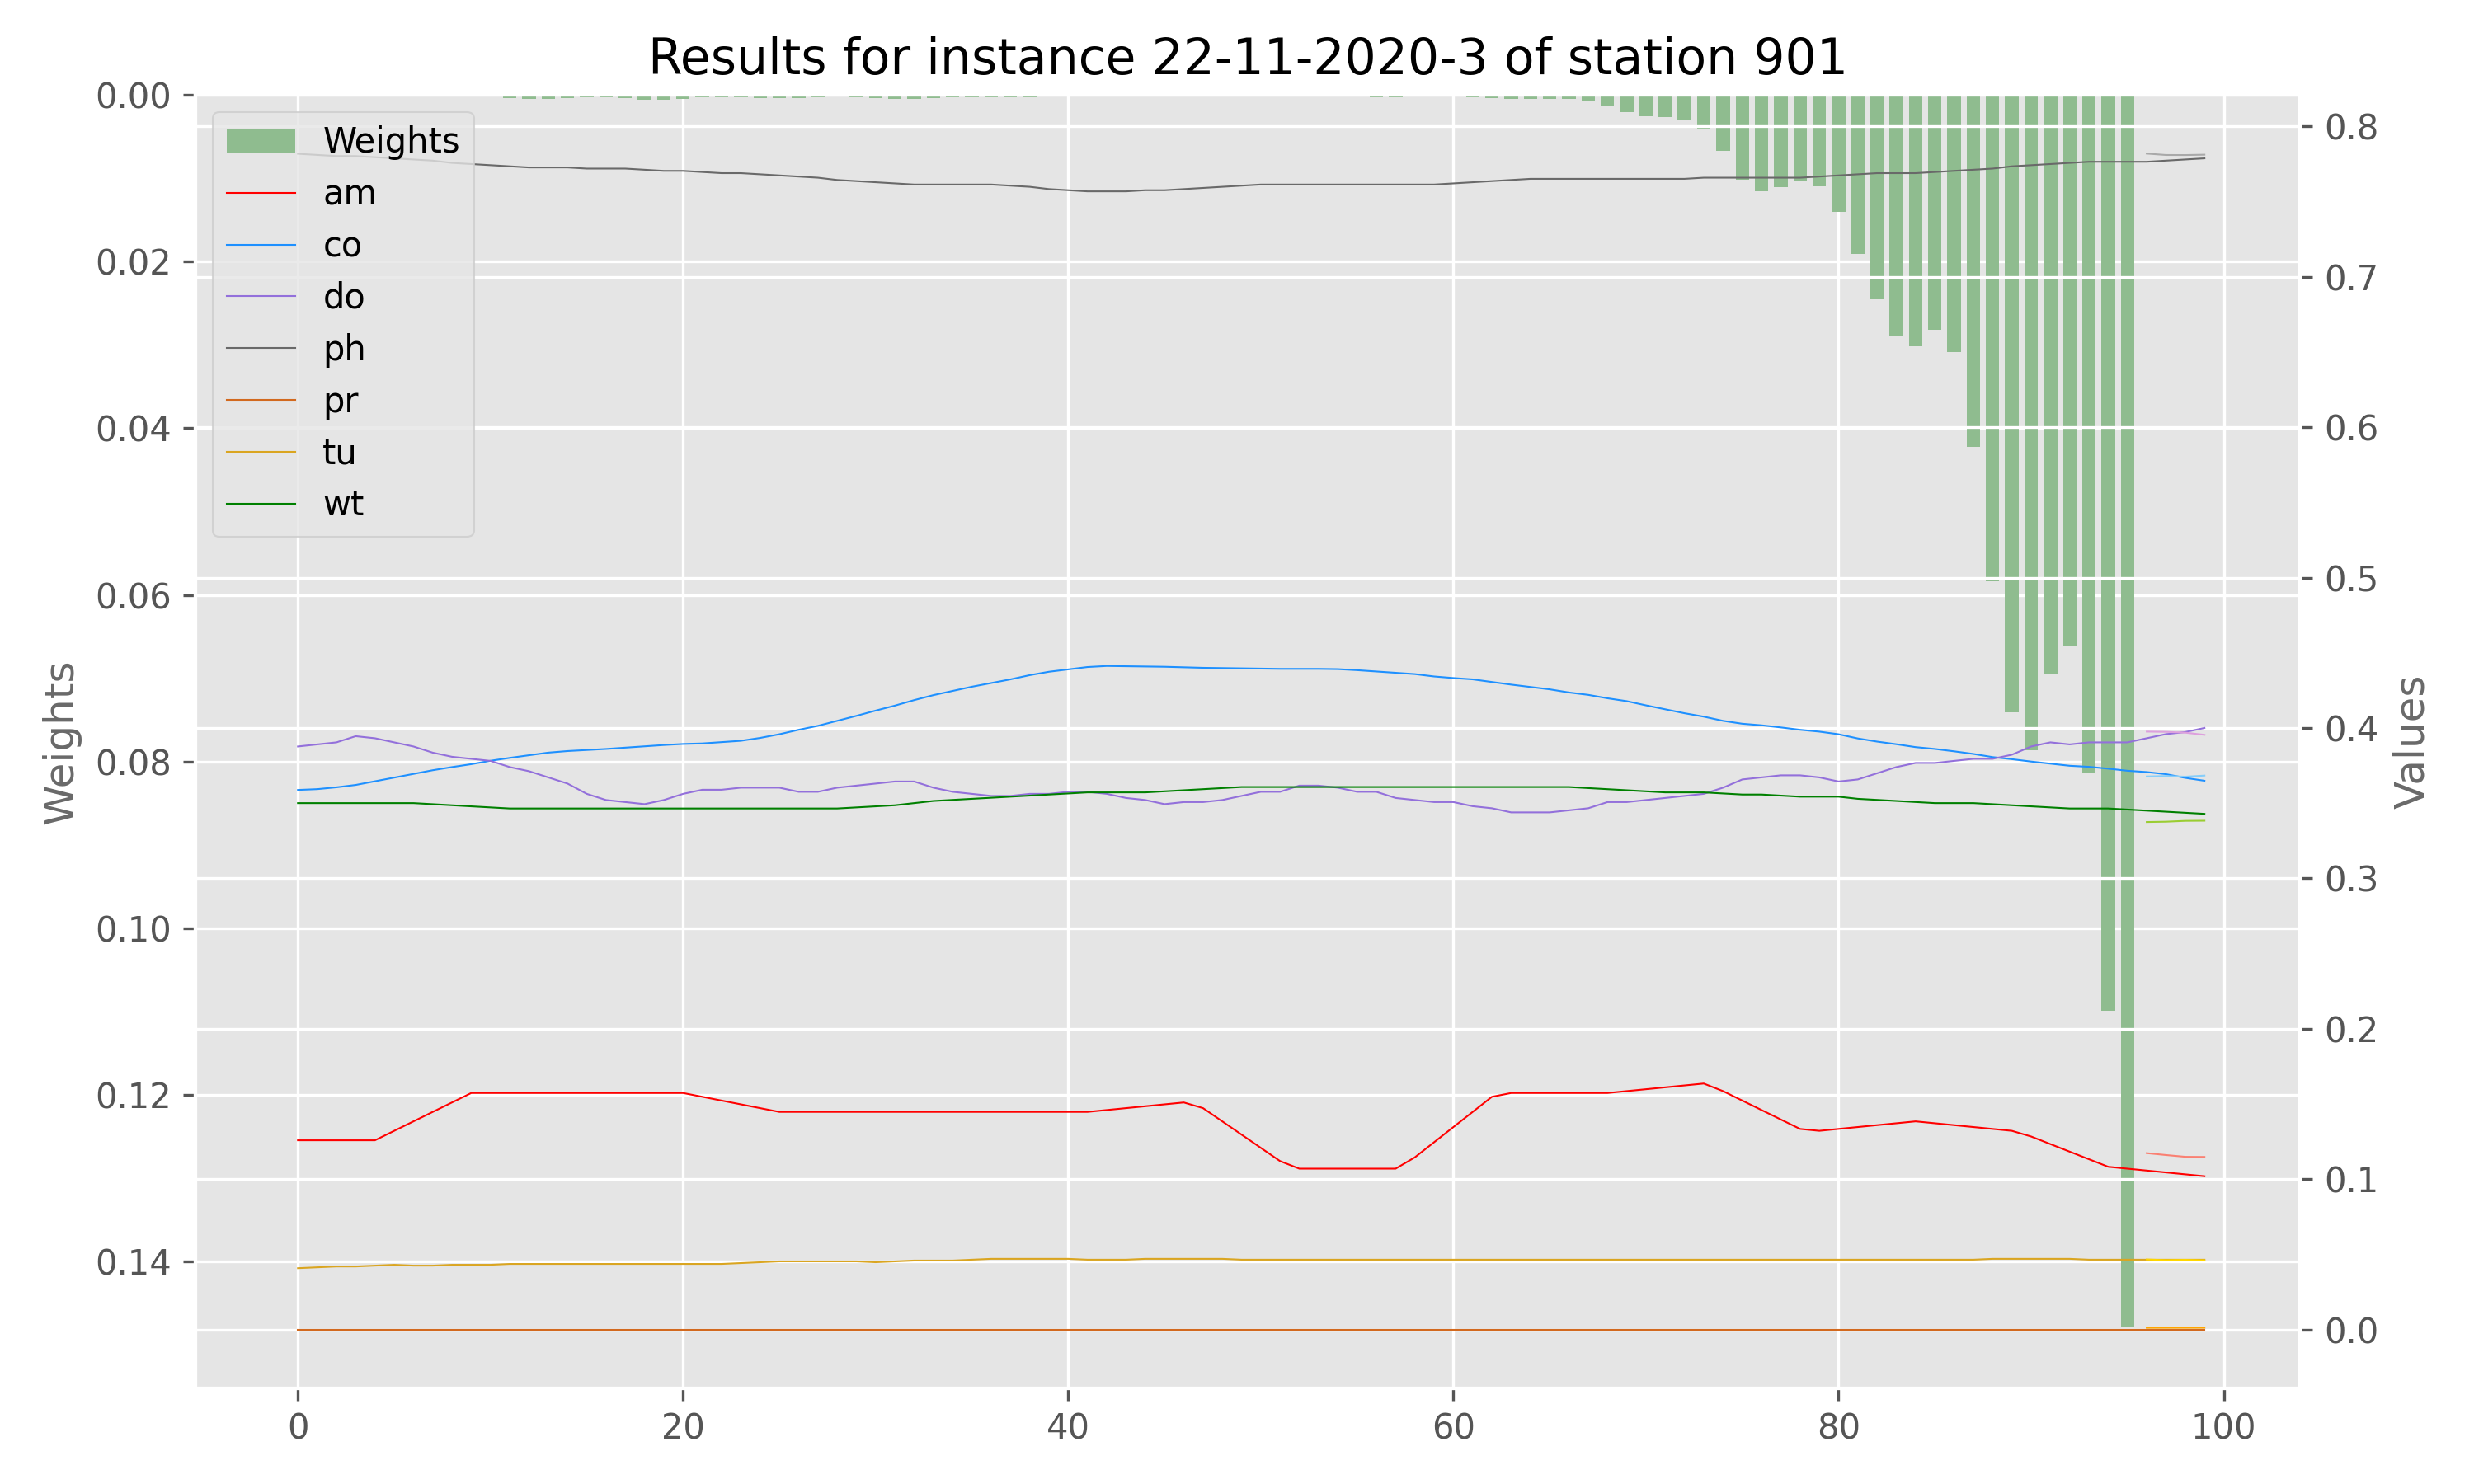 Results for instance 22-11-2020-3 of station 901
Weights
am
co
do
ph
pr
tu
wt
0.00
0.02
0.04
0.06
0.08
0.10
0.12
0.14
Weights
0.8
0.7
0.6
0.5
0.4
0.3
0.2
0.1
0.0
Values
0 20 40 60 80 100